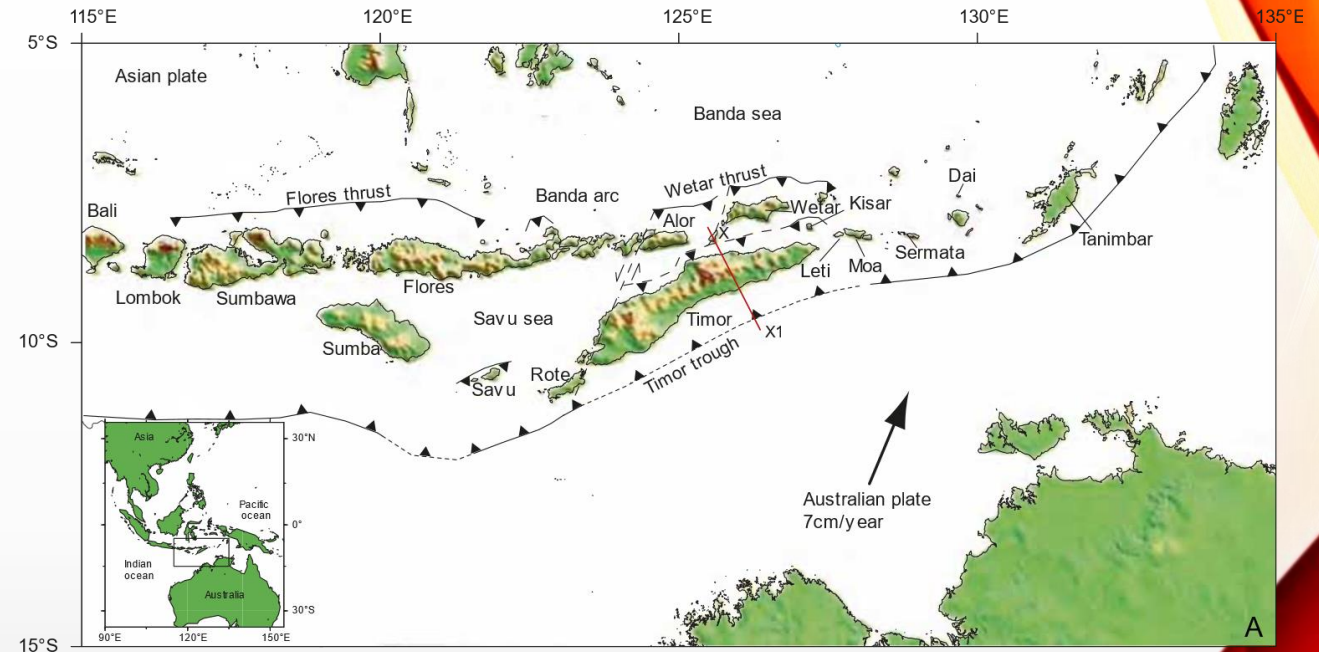 115°E
120°E
125°E
130°E
135°E
5°S
Asian plate
Banda sea
Dai
Wetar thrust
Flores thrust
Banda arc
Bali
Alor
Wetar
Kisar
X
Tanimbar
Sermata
Leti
Moa
Lombok
Sumbawa
Flores
Savu sea
Timor
10°S
X1
Sumba
Timor trough
Rote
Savu
Australian plate
7cm/year
Asia
30°N
Pacific
ocean
0°
Indian
ocean
Australia
30°S
90°E
120°E
150°E
A
15°S